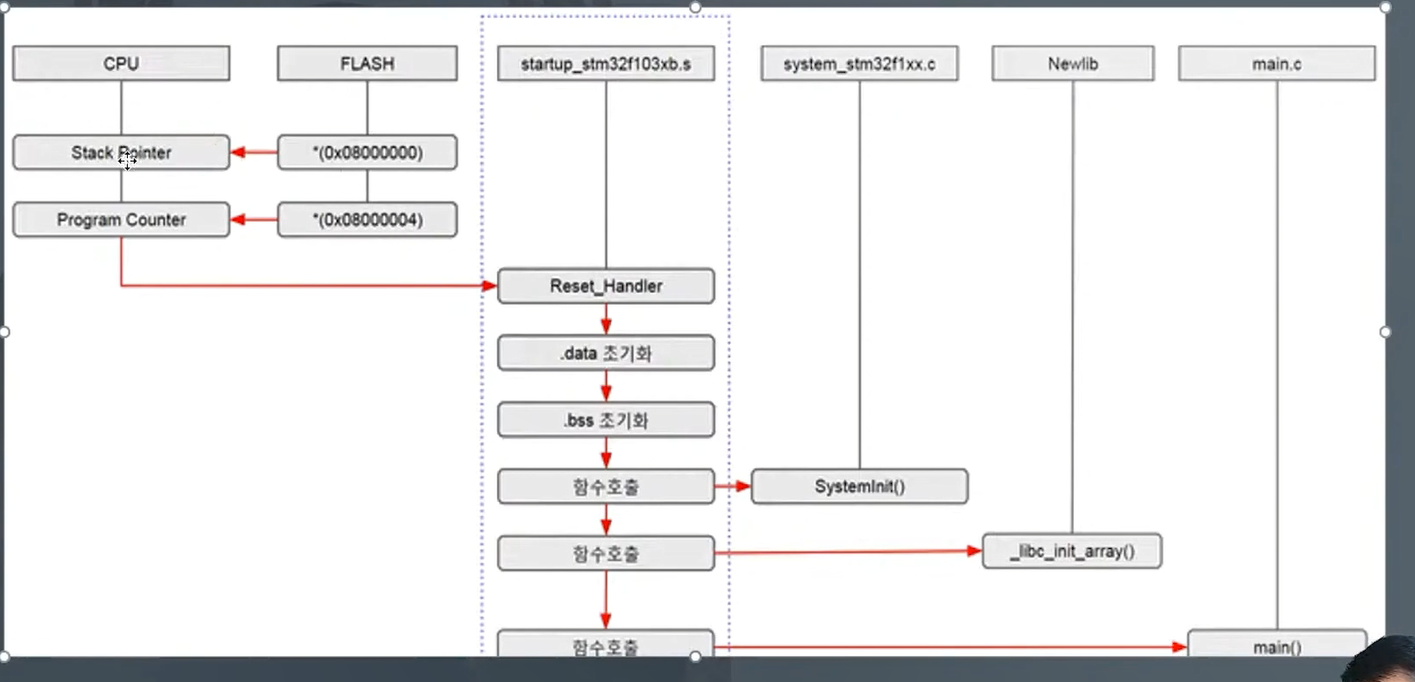 CPU
FLASH
startup_stm32f103xb.s
system_stm32f1xx.c
Newlib
main.c
Stack Pointer
*(0x08000000)
Program Counter
*(0x08000004)
Reset_Handler
.data 초기화
.bss 초기화
함수호출
SystemInit()
함수호출
_libc_init_array()
함수호출
main()